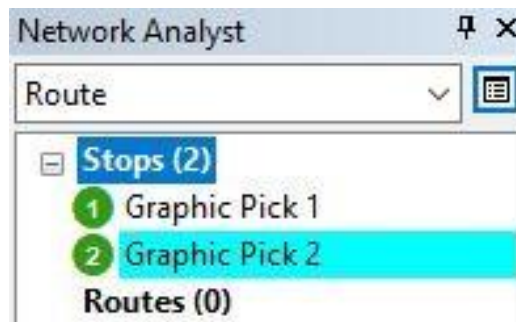 Network Analyst
Route
Stops (2)
1 Graphic Pick 1
2 Graphic Pick 2
Routes (0)